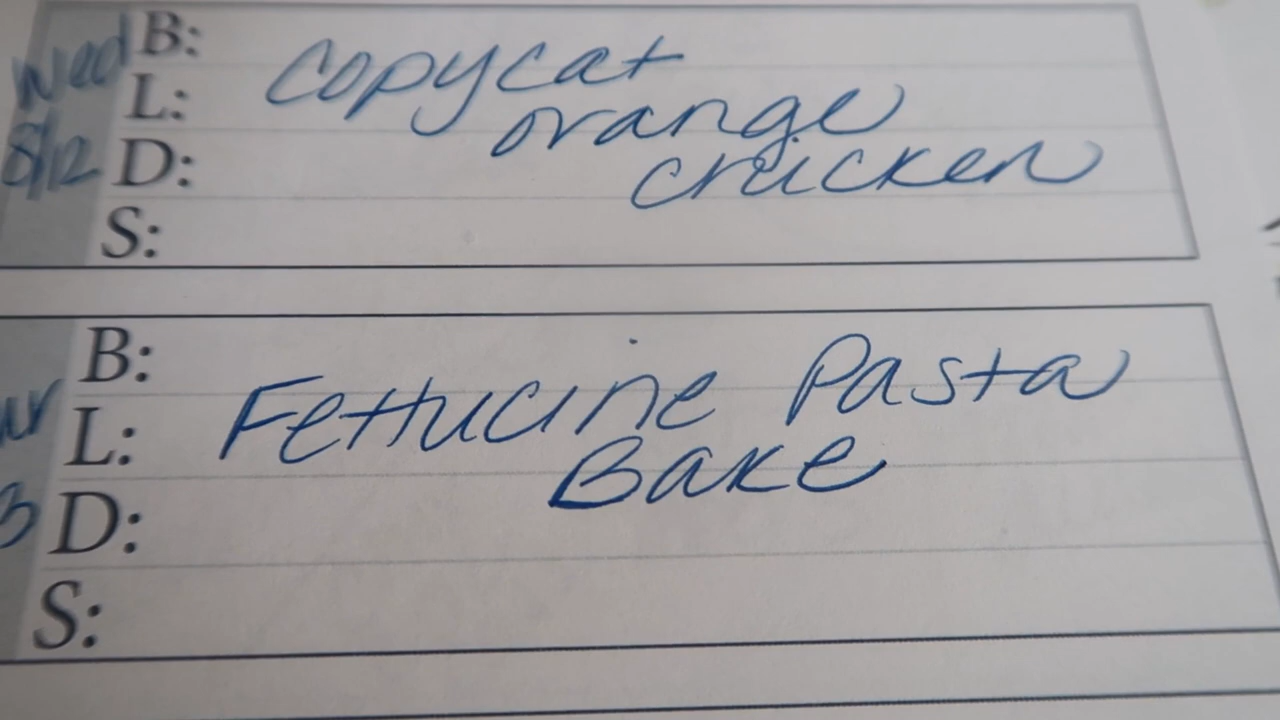 Wed
8/12
B:
L:
D:
S:
Copycat
orange
chicken
B:
L:
D:
S:
Fettucine Pasta
Bake